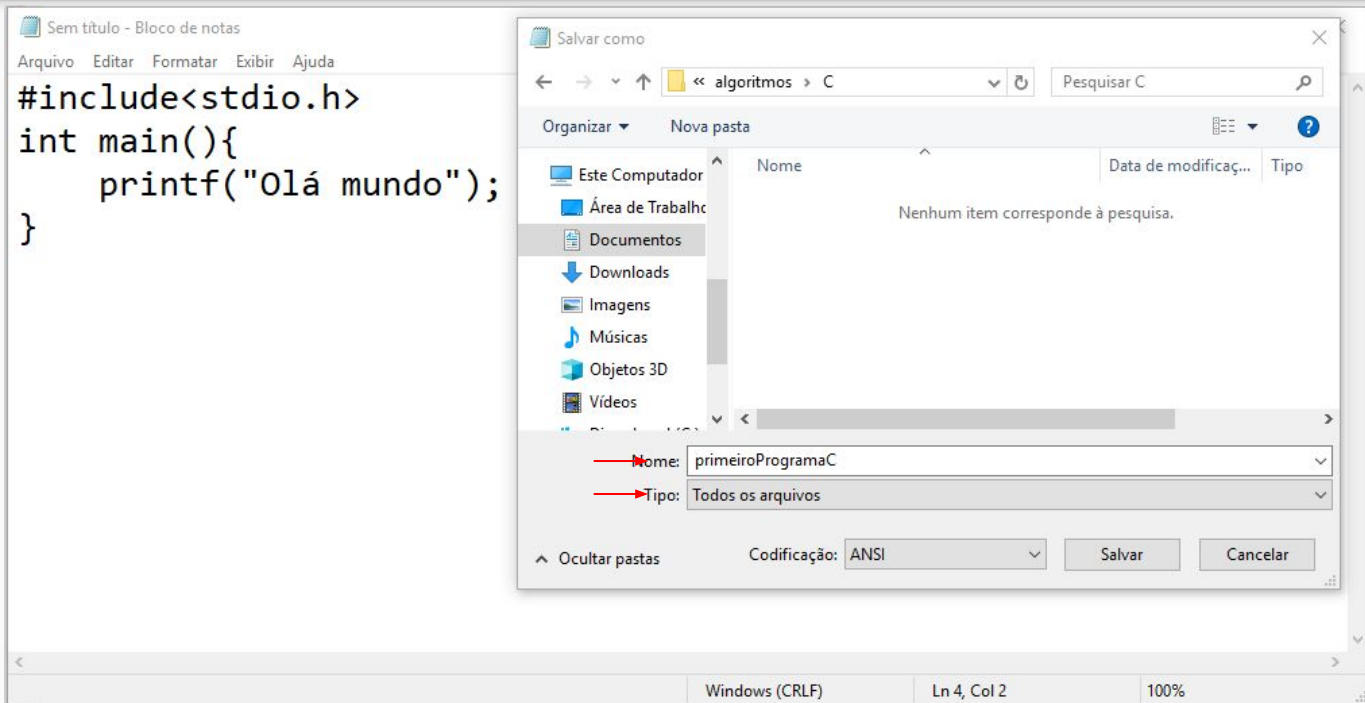 Sem título - Bloco de notas
Arquivo Editar Formatar Exibir Ajuda
#include<stdio.h>
int main(){
printf("Olá mundo");
}
Salvar como
« algoritmos › C
Pesquisar C
Organizar
Nova pasta
Este Computador
Área de Trabalho
Documentos
Downloads
Imagens
Músicas
Objetos 3D
Vídeos
Nome
Data de modificaç...
Tipo
Nenhum item corresponde à pesquisa.
Nome: primeiroProgramaC
Tipo: Todos os arquivos
Ocultar pastas
Codificação: ANSI
Salvar
Cancelar
Windows (CRLF)
Ln 4, Col 2
100%